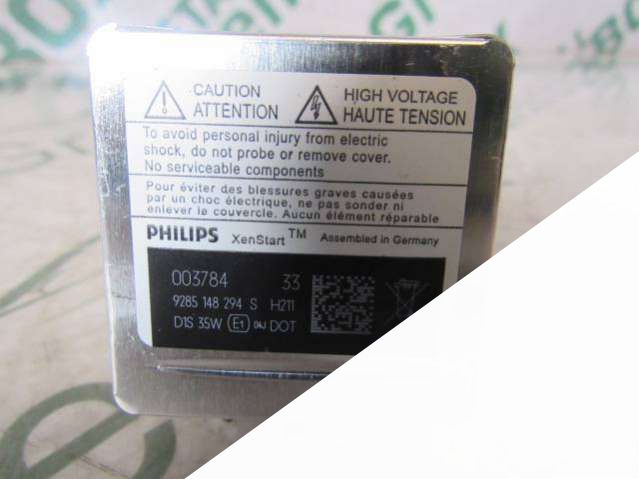 CAUTION
ATTENTION
HIGH VOLTAGE
HAUTE TENSION
To avoid personal injury from electric
shock, do not probe or remove cover.
No serviceable components
Pour éviter des blessures graves causées
par un choc électrique, ne pas sonder ni
enlever le couvercle. Aucun élément réparable
PHILIPS XenStart™ Assembled in Germany
003784 33
9285 148 294 S H211
D1S 35W E1 DOT